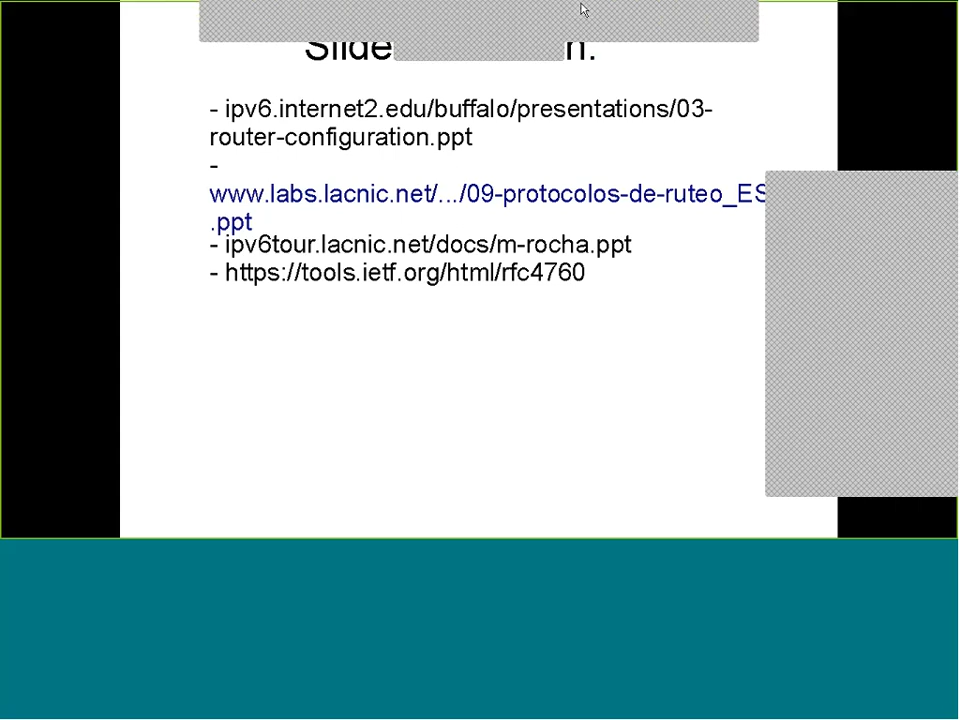 Slide
- ipv6.internet2.edu/buffalo/presentations/03-
router-configuration.ppt
-
www.labs.lacnic.net/.../09-protocolos-de-ruteo_ES
.ppt
- ipv6tour.lacnic.net/docs/m-rocha.ppt
- https://tools.ietf.org/html/rfc4760